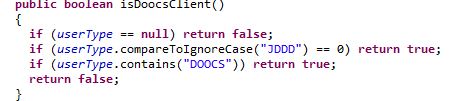 public boolean isDoocsClient()
{
if (userType == null) return false;
if (userType.compareToIgnoreCase("JDDD") == 0) return true;
if (userType.contains("DOOCS")) return true;
return false;
}